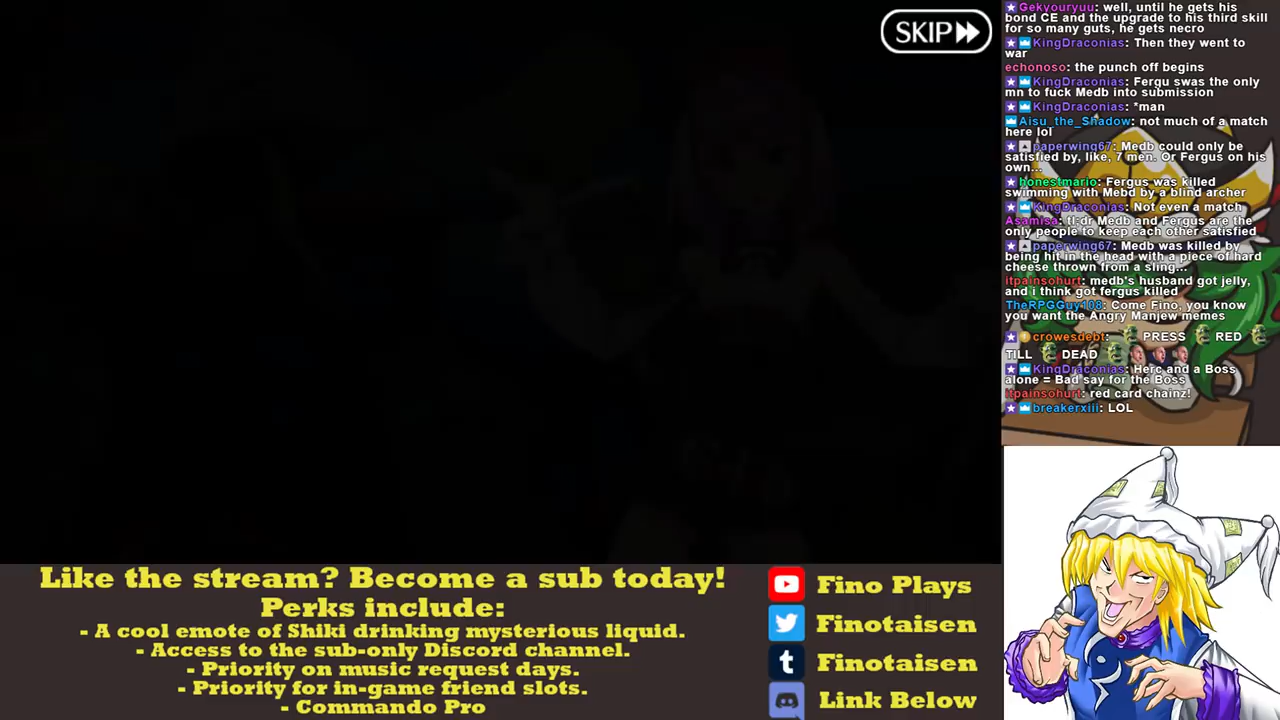 SKIP
Gekyouryuu: well, until he gets his
bond CE and the upgrade to his third skill
for so many guts, he gets necro
KingDraconias: Then they went to
war
echonoso: the punch off begins
KingDraconias: Fergu swas the only
mn to fuck Medb into submission
KingDraconias: *man
Aisu_the_Shadow: not much of a match
here lol
paperwing67: Medb could only be
satisfied by, like, 7 men. Or Fergus on his
own...
honestmario: Fergus was killed
swimming with Mebd by a blind archer
KingDraconias: Not even a match
Asamisa: tl:dr Medb and Fergus are the
only people to keep each other satisfied
paperwing67: Medb was killed by
being hit in the head with a piece of hard
cheese thrown from a sling...
itpainsohurt: medb's husband got jelly,
and i think got fergus killed
TheRPGGuy108: Come Fino, you know
you want the Angry Manjew memes
crowesdebt: PRESS RED
TILL DEAD
KingDraconias: Herc and a Boss
alone = Bad say for the Boss
itpainsohurt: red card chainz!
breakerxiii: LOL
Like the stream? Become a sub today!
Perks include:
- A cool emote of Shiki drinking mysterious liquid.
- Access to the sub-only Discord channel.
- Priority on music request days.
- Priority for in-game friend slots.
- Commando Pro
Fino Plays
Finotaisen
Finotaisen
Link Below